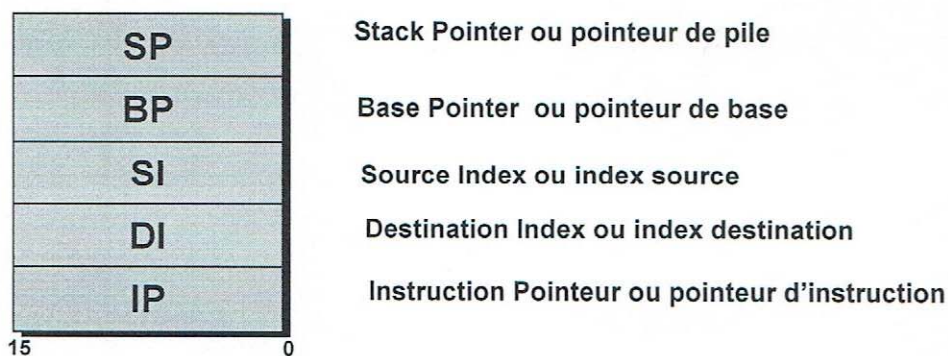 SP Stack Pointer ou pointeur de pile
BP Base Pointer ou pointeur de base
SI Source Index ou index source
DI Destination Index ou index destination
IP Instruction Pointeur ou pointeur d'instruction
15 0